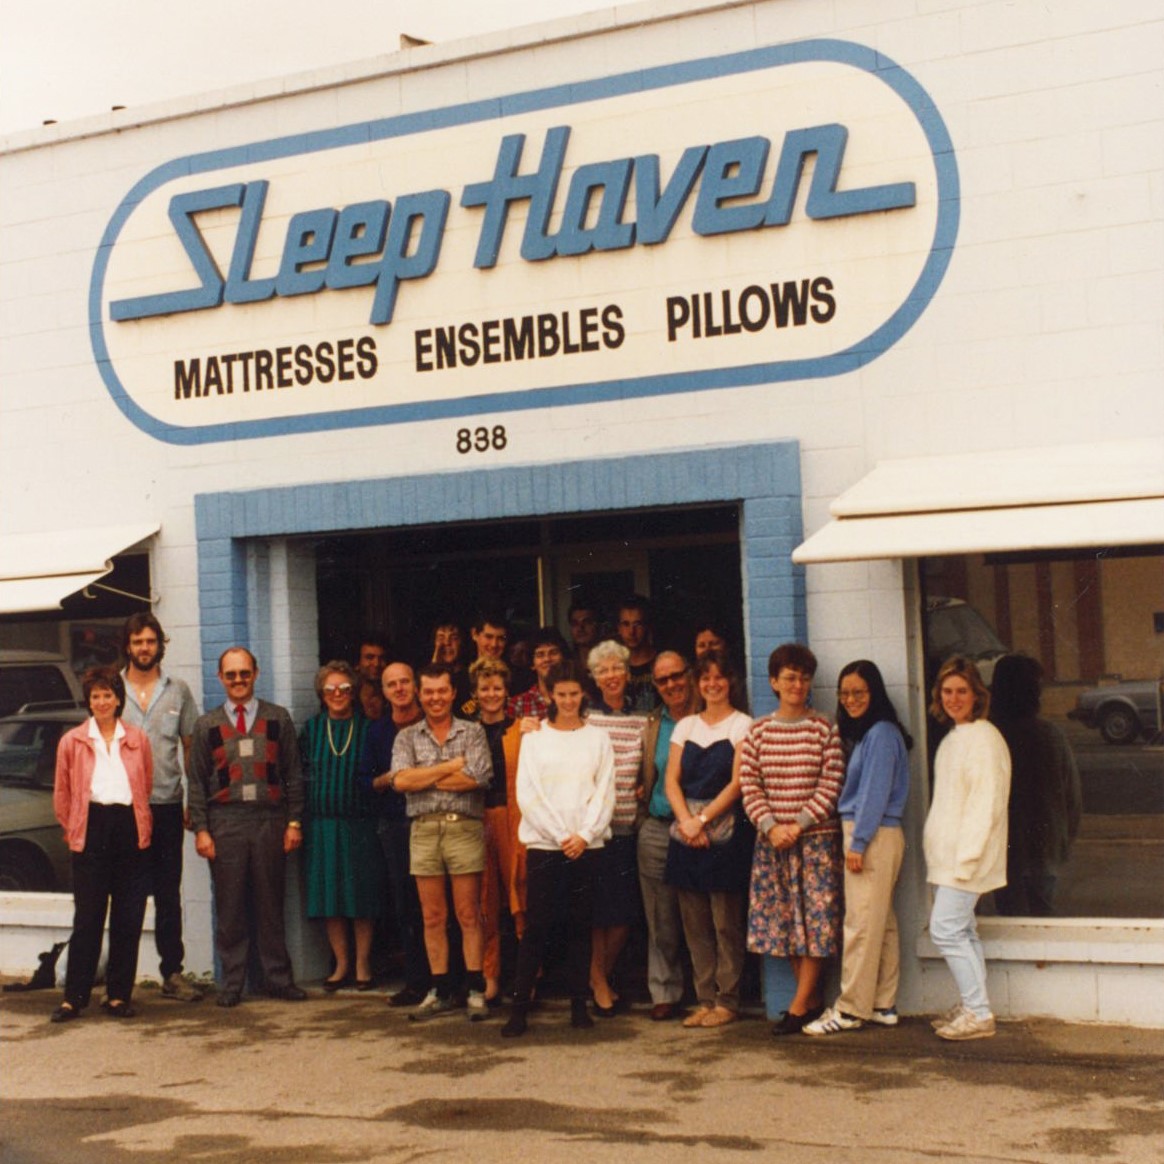 Sleep Haven
MATTRESSES ENSEMBLES PILLOWS
838